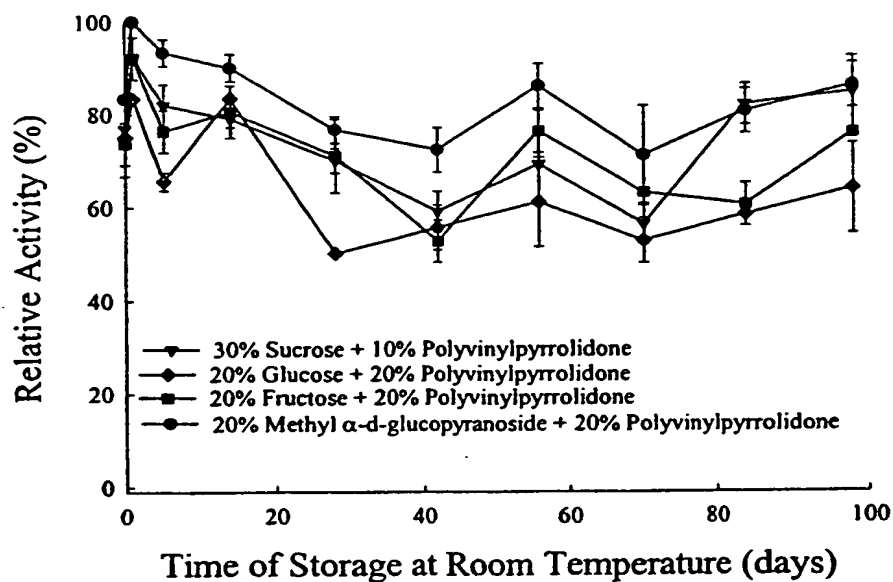 Relative Activity (%)
100
80
60
40
20
0
30% Sucrose + 10% Polyvinylpyrrolidone
20% Glucose + 20% Polyvinylpyrrolidone
20% Fructose + 20% Polyvinylpyrrolidone
20% Methyl α-d-glucopyranoside + 20% Polyvinylpyrrolidone
0 20 40 60 80 100
Time of Storage at Room Temperature (days)